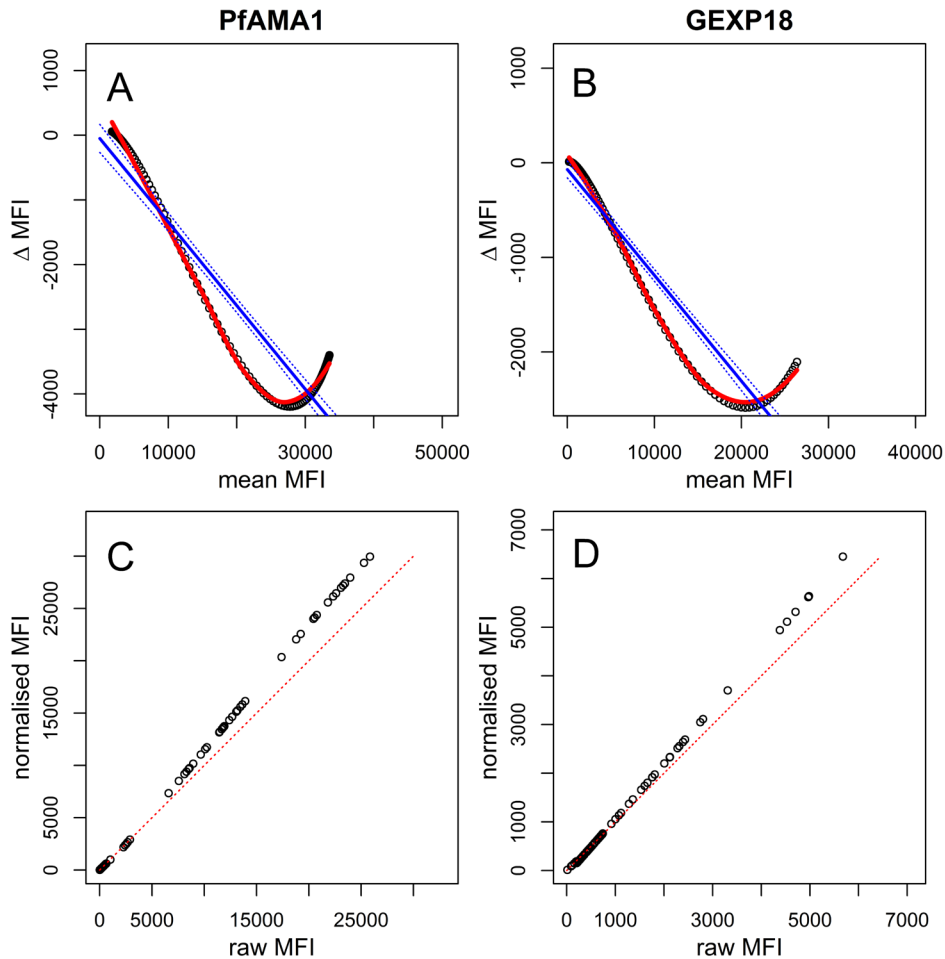 PfAMA1
GEXP18
A
B
1000
0
-2000
-4000
Δ MFI
1000
0
-1000
-2000
Δ MFI
0 10000 20000 30000 50000
mean MFI
0 10000 20000 30000 40000
mean MFI
C
D
25000
15000
5000
0
normalised MFI
7000
5000
3000
1000
0
normalised MFI
0 5000 15000 25000
raw MFI
0 1000 3000 5000 7000
raw MFI